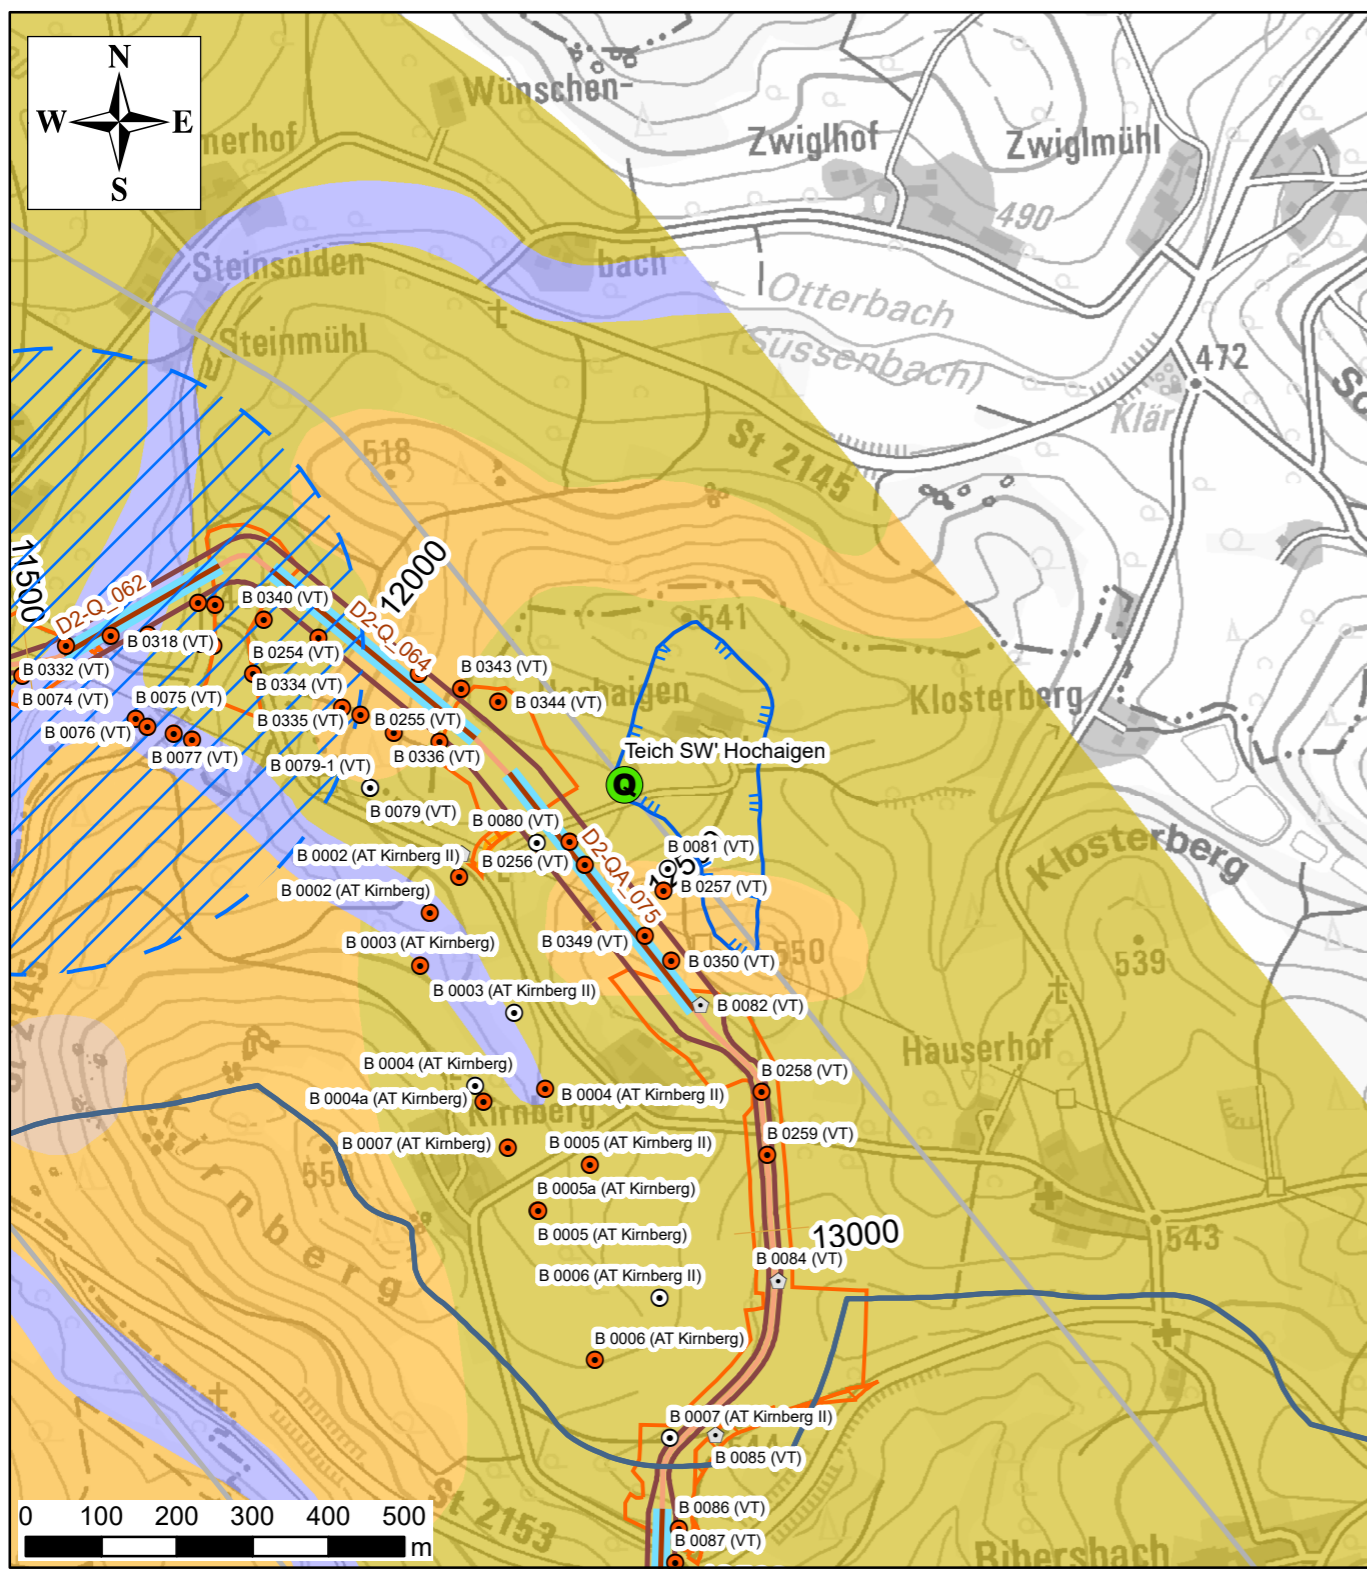 N
W E
S
merhof
Wünschen-
bach
Zwiglhof
Zwiglmühl
490
Steinsölden
Steinmühl
Otterbach
(Süssenbach)
472
Klär
St 2145
518
541
11500
12000
D2-Q_062
D2-Q_064
B 0340 (VT)
B 0318 (VT)
B 0254 (VT)
B 0332 (VT)
B 0334 (VT)
B 0343 (VT)
B 0344 (VT)
B 0074 (VT)
B 0075 (VT)
B 0335 (VT)
B 0255 (VT)
B 0076 (VT)
B 0336 (VT)
B 0077 (VT)
B 0079-1 (VT)
B 0079 (VT)
Klosterberg
Teich SW' Hochaigen
Q
B 0080 (VT)
B 0256 (VT)
D2-QA_075
B 0081 (VT)
B 0257 (VT)
Klosterberg
B 0002 (AT Kirnberg II)
B 0002 (AT Kirnberg)
B 0003 (AT Kirnberg)
B 0349 (VT)
B 0350 (VT)
550
539
B 0003 (AT Kirnberg II)
B 0082 (VT)
Hauserhof
B 0004 (AT Kirnberg)
B 0004a (AT Kirnberg)
B 0004 (AT Kirnberg II)
B 0258 (VT)
Kirnberg
B 0007 (AT Kirnberg)
B 0005 (AT Kirnberg II)
B 0259 (VT)
550
B 0005a (AT Kirnberg)
B 0005 (AT Kirnberg)
13000
543
Kirnberg
B 0006 (AT Kirnberg II)
B 0084 (VT)
B 0006 (AT Kirnberg)
B 0007 (AT Kirnberg II)
B 0085 (VT)
B 0086 (VT)
B 0087 (VT)
St 2153
Bibersbach
0 100 200 300 400 500
m